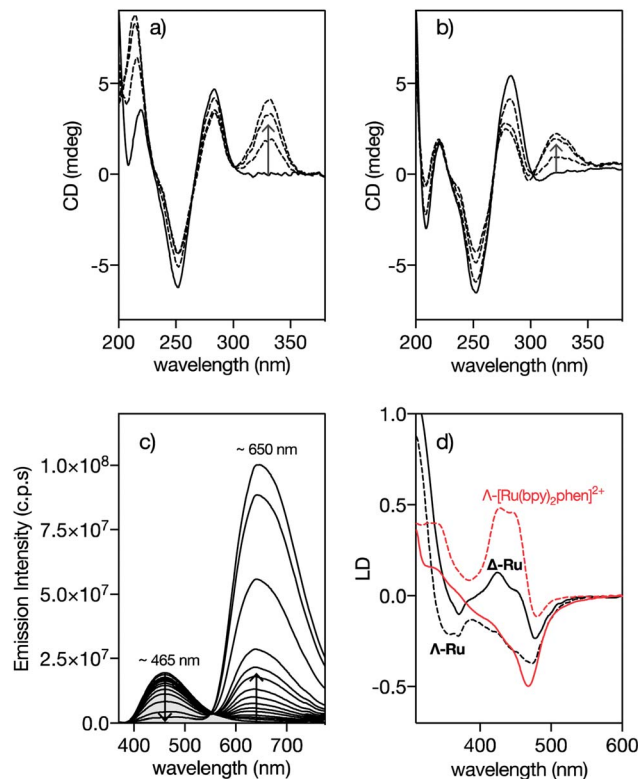 a)
CD (mdeg)
5
0
-5
200 250 300 350
wavelength (nm)
b)
CD (mdeg)
5
0
-5
200 250 300 350
wavelength (nm)
c)
~ 650 nm
~ 465 nm
Emission Intensity (c.p.s)
1.0×10⁸
7.5×10⁷
5.0×10⁷
2.5×10⁷
0.0
400 500 600 700
wavelength (nm)
d)
LD
1.0
0.5
0.0
-0.5
Λ-[Ru(bpy)₂phen]²⁺
Δ-Ru
Λ-Ru
400 500 600
wavelength (nm)